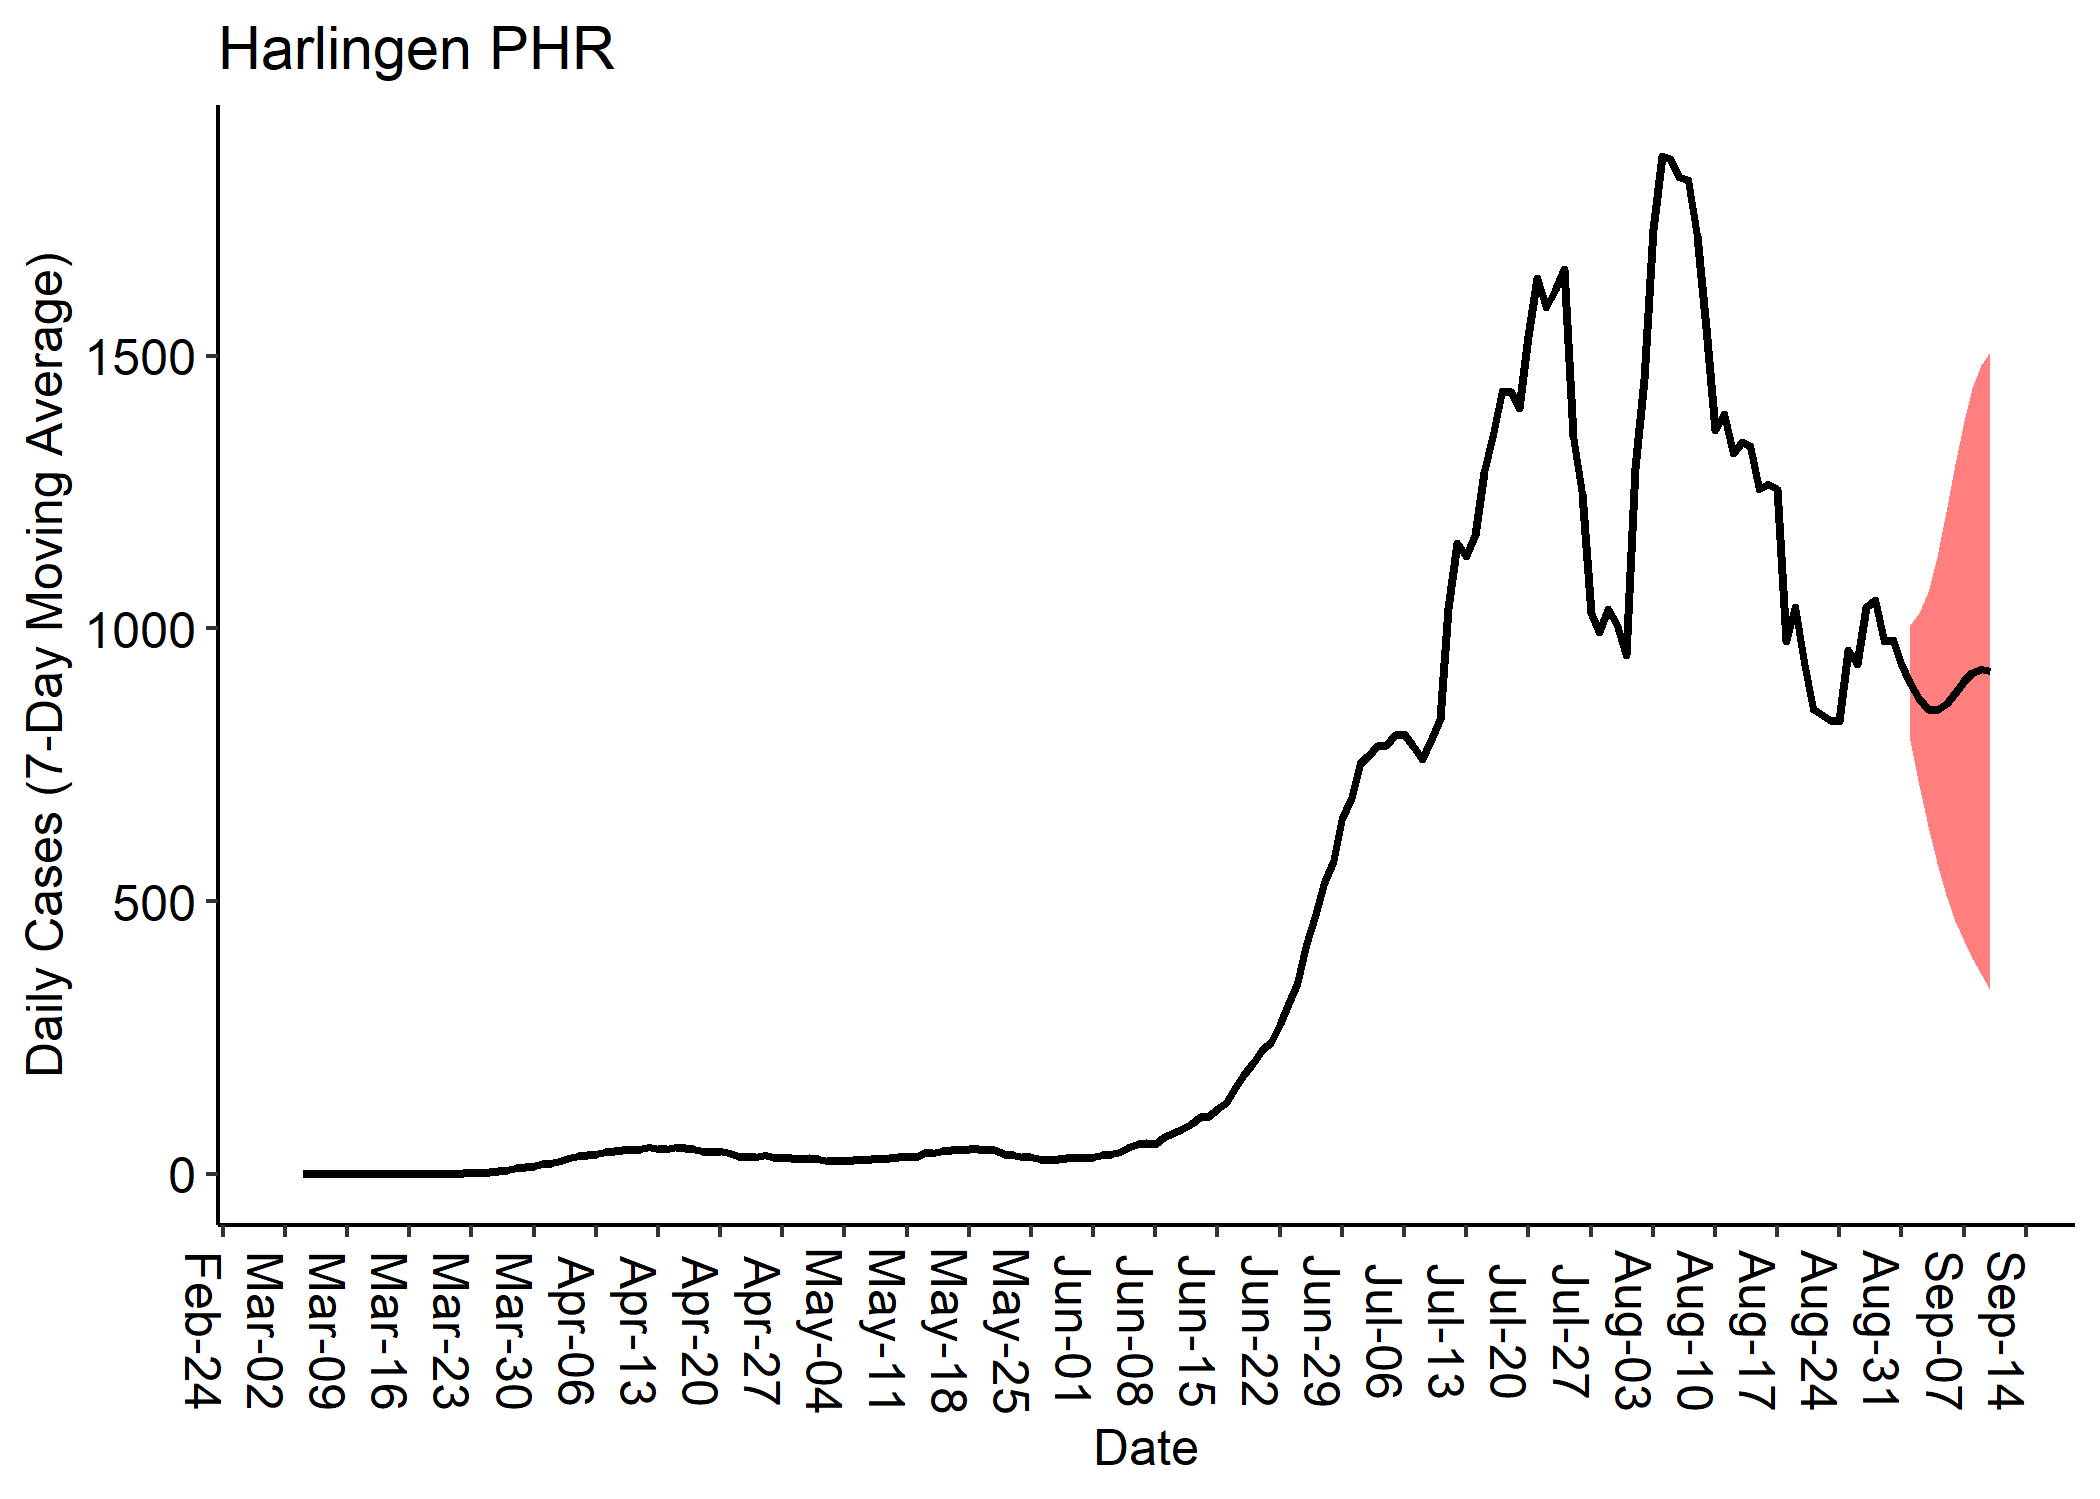 Harlingen PHR
Daily Cases (7-Day Moving Average)
1500
1000
500
0
Feb-24
Mar-02
Mar-09
Mar-16
Mar-23
Mar-30
Apr-06
Apr-13
Apr-20
Apr-27
May-04
May-11
May-18
May-25
Jun-01
Jun-08
Jun-15
Jun-22
Jun-29
Jul-06
Jul-13
Jul-20
Jul-27
Aug-03
Aug-10
Aug-17
Aug-24
Aug-31
Sep-07
Sep-14
Date